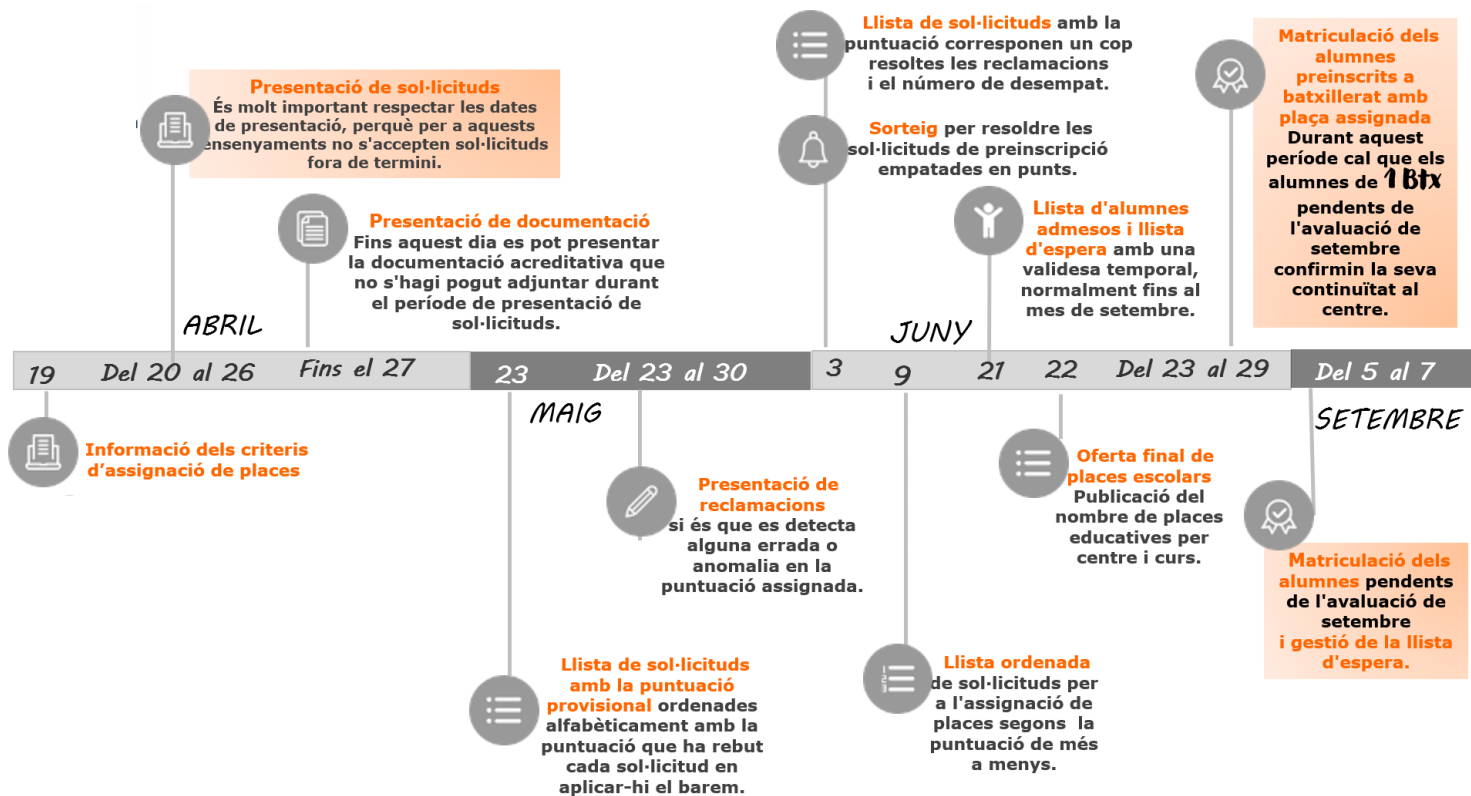 Presentació de sol·licituds
És molt important respectar les dates
de presentació, perquè per a aquests
ensenyaments no s'accepten sol·licituds
fora de termini.
Presentació de documentació
Fins aquest dia es pot presentar
la documentació acreditativa que
no s'hagi pogut adjuntar durant
el període de presentació de
sol·licituds.
Llista de sol·licituds amb la
puntuació corresponen un cop
resoltes les reclamacions
i el número de desempat.
Sorteig per resoldre les
sol·licituds de preinscripció
empatades en punts.
Llista d'alumnes
admesos i llista
d'espera amb una
validesa temporal,
normalment fins al
mes de setembre.
Matriculació dels
alumnes
preinscrits a
batxillerat amb
plaça assignada
Durant aquest
període cal que els
alumnes de 1 Btx
pendents de
l'avaluació de
setembre
confirmin la seva
continuïtat al
centre.
ABRIL
JUNY
19
Del 20 al 26
Fins el 27
23
Del 23 al 30
3
9
21
22
Del 23 al 29
Del 5 al 7
MAIG
SETEMBRE
Informació dels criteris
d’assignació de places
Presentació de
reclamacions
si és que es detecta
alguna errada o
anomalia en la
puntuació assignada.
Oferta final de
places escolars
Publicació del
nombre de places
educatives per
centre i curs.
Matriculació dels
alumnes pendents
de l'avaluació de
setembre
i gestió de la llista
d'espera.
Llista de sol·licituds
amb la puntuació
provisional ordenades
alfabèticament amb la
puntuació que ha rebut
cada sol·licitud en
aplicar-hi el barem.
Llista ordenada
de sol·licituds per
a l'assignació de
places segons la
puntuació de més
a menys.